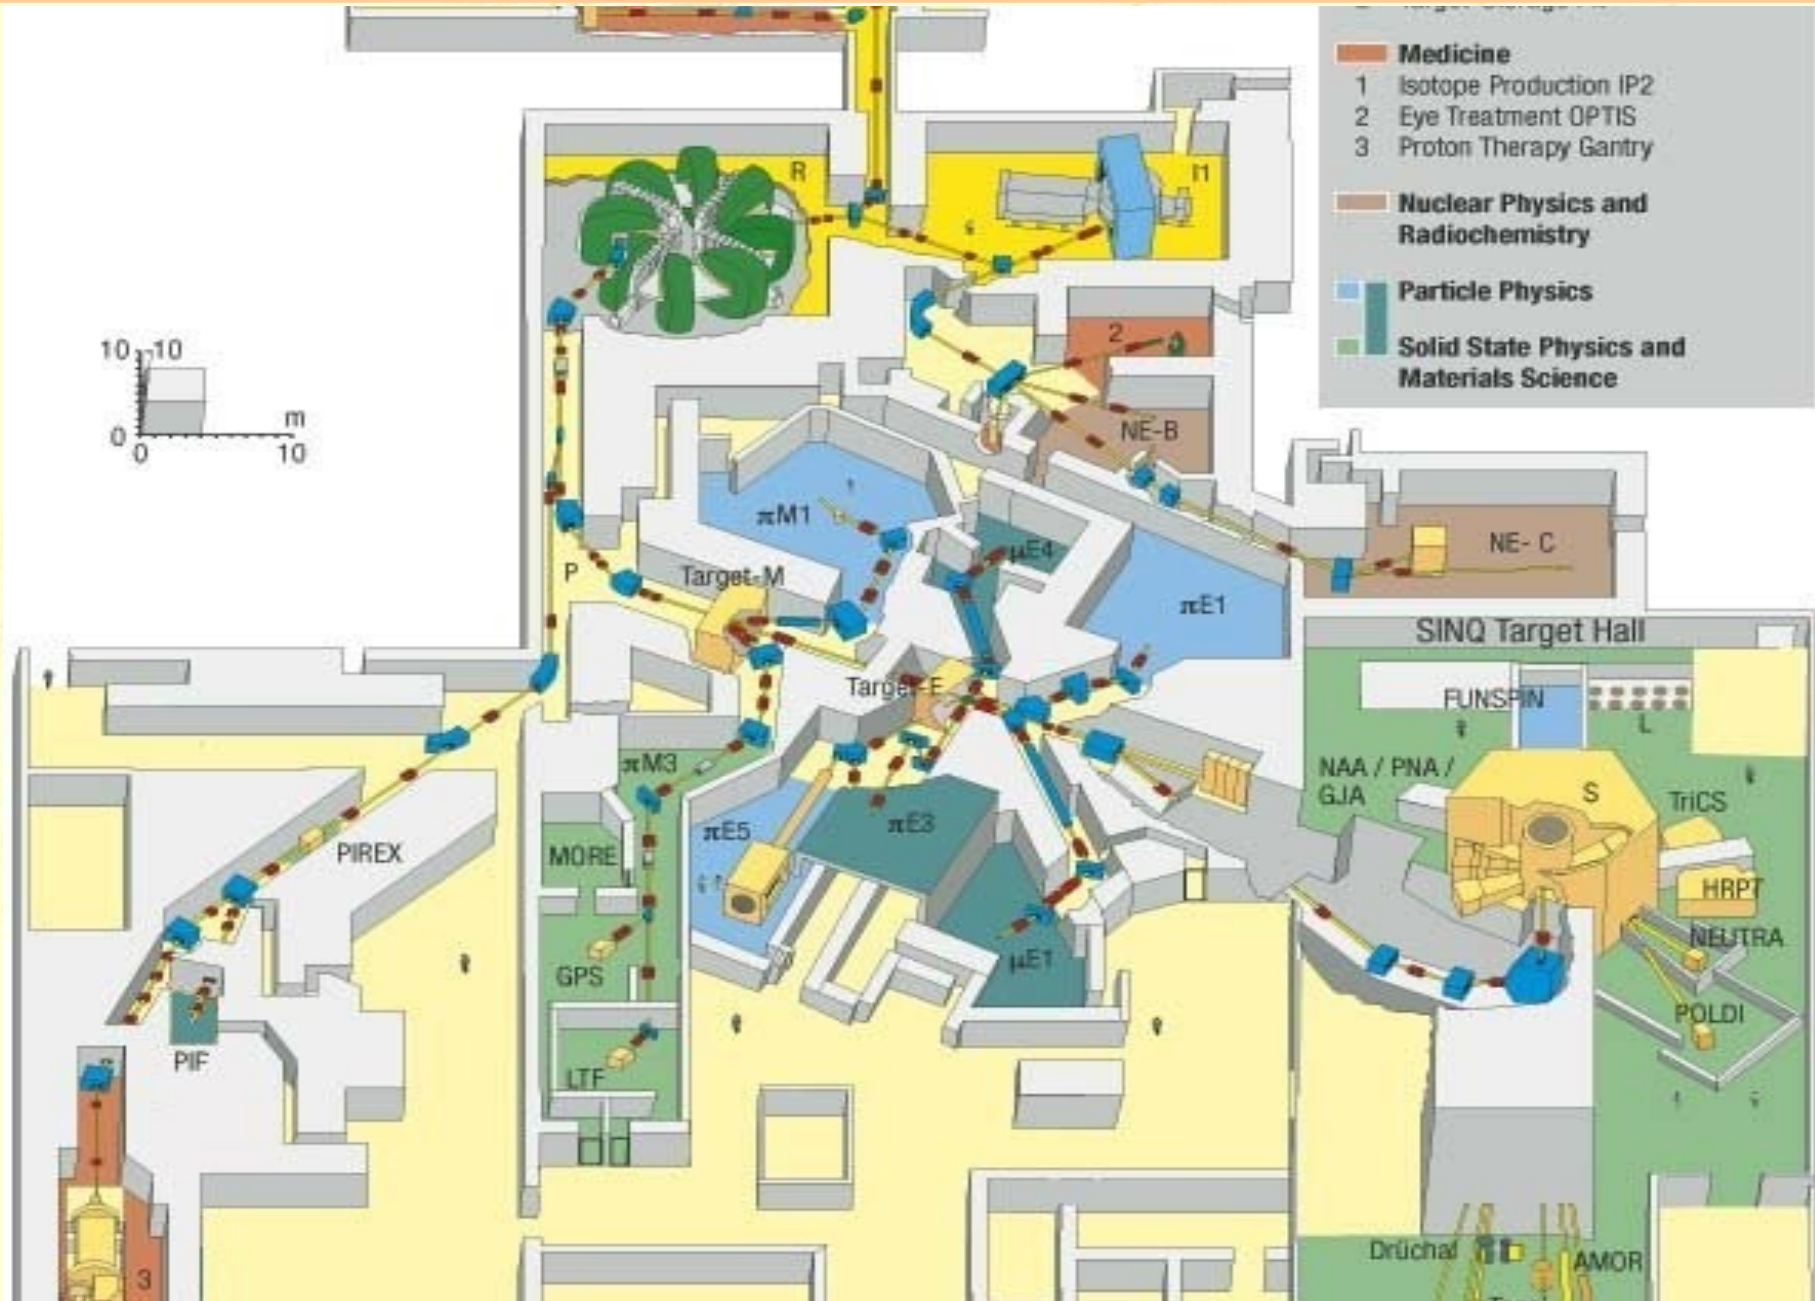 Medicine
1 Isotope Production IP2
2 Eye Treatment OPTIS
3 Proton Therapy Gantry
Nuclear Physics and
Radiochemistry
Particle Physics
Solid State Physics and
Materials Science
R
I1
2
10 10
m
0
0 10
NE-B
πM1
μE4
NE- C
P
Target-M
πE1
SINQ Target Hall
Target-E
FUNSPIN
L
πM3
NAA / PNA /
GJA
S
TriCS
πE5
πE3
PIREX
MORE
HRPT
NEUTRA
GPS
μE1
POLDI
PIF
LTF
3
Drüchal
AMOR